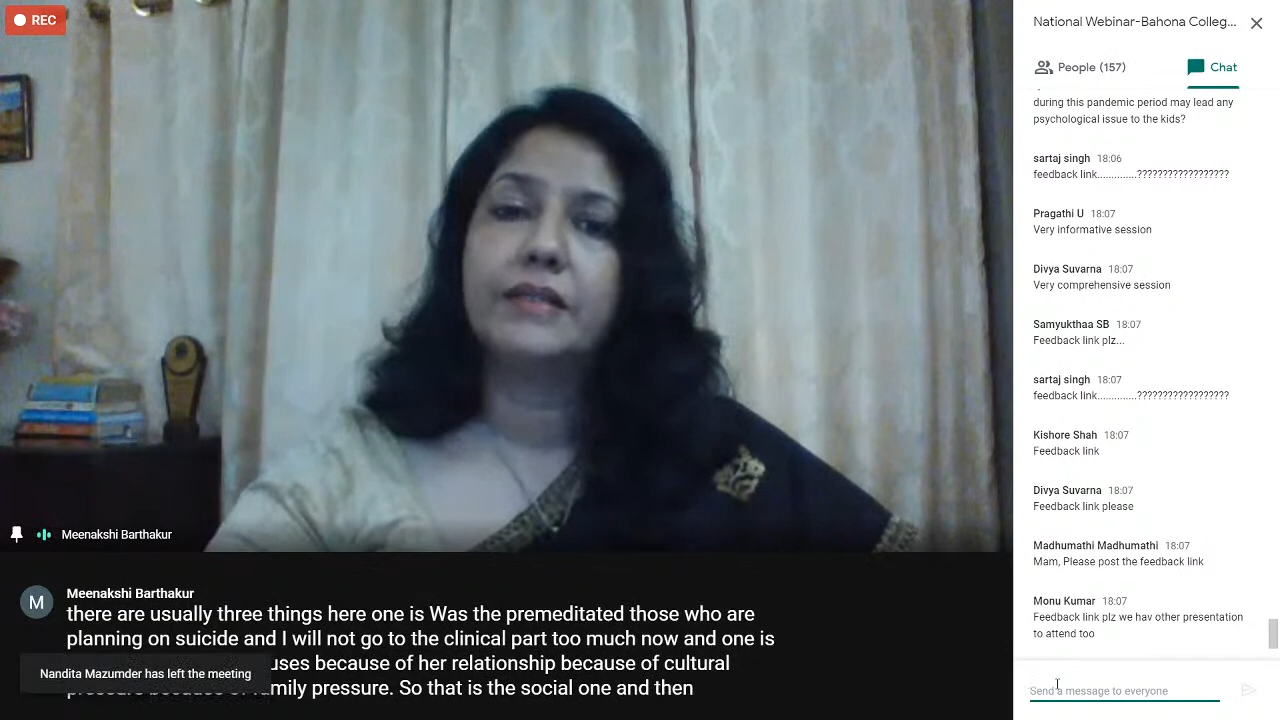 REC
Meenakshi Barthakur
Meenakshi Barthakur
there are usually three things here one is Was the premeditated those who are
planning on suicide and I will not go to the clinical part too much now and one is
uses because of her relationship because of cultural
Nandita Mazumder has left the meeting
pressure because of family pressure. So that is the social one and then
National Webinar-Bahona Colleg...
People (157)
Chat
during this pandemic period may lead any
psychological issue to the kids?
sartaj singh 18:06
feedback link.............??????????????????
Pragathi U 18:07
Very informative session
Divya Suvarna 18:07
Very comprehensive session
Samyukthaa SB 18:07
Feedback link plz...
sartaj singh 18:07
feedback link.............??????????????????
Kishore Shah 18:07
Feedback link
Divya Suvarna 18:07
Feedback link please
Madhumathi Madhumathi 18:07
Mam, Please post the feedback link
Monu Kumar 18:07
Feedback link plz we hav other presentation
to attend too
Send a message to everyone
M